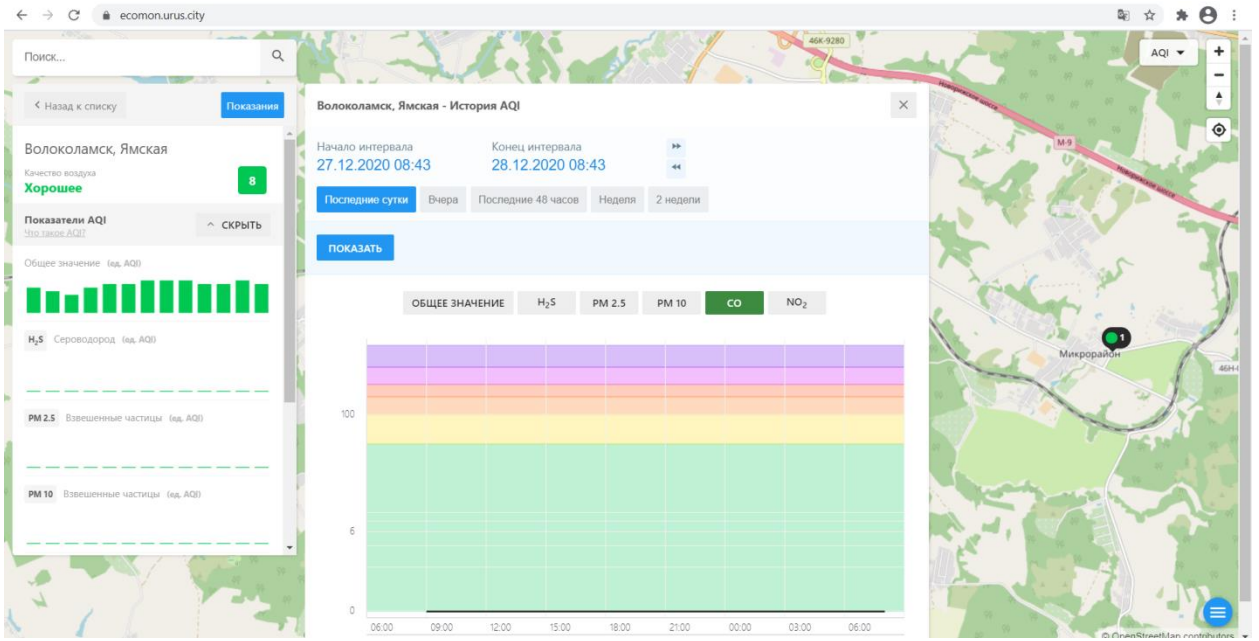 ecomon.urus.city
Поиск...
46К-9280
AQI
Назад к списку
Показания
Волоколамск, Ямская - История AQI
Волоколамск, Ямская
Качество воздуха
Хорошее
8
Показатели AQI
Что такое AQI?
СКРЫТЬ
Общее значение (ед. AQI)
H₂S Сероводород (ед. AQI)
PM 2.5 Взвешенные частицы (ед. AQI)
PM 10 Взвешенные частицы (ед. AQI)
Начало интервала
Конец интервала
27.12.2020 08:43
28.12.2020 08:43
Последние сутки Вчера Последние 48 часов Неделя 2 недели
ПОКАЗАТЬ
ОБЩЕЕ ЗНАЧЕНИЕ H₂S PM 2.5 PM 10 CO NO₂
100
6
0
06:00 09:00 12:00 15:00 18:00 21:00 00:00 03:00 06:00
Новорижское шоссе
М-9
Новорижское шоссе
1
Микрорайон
© OpenStreetMap contributors